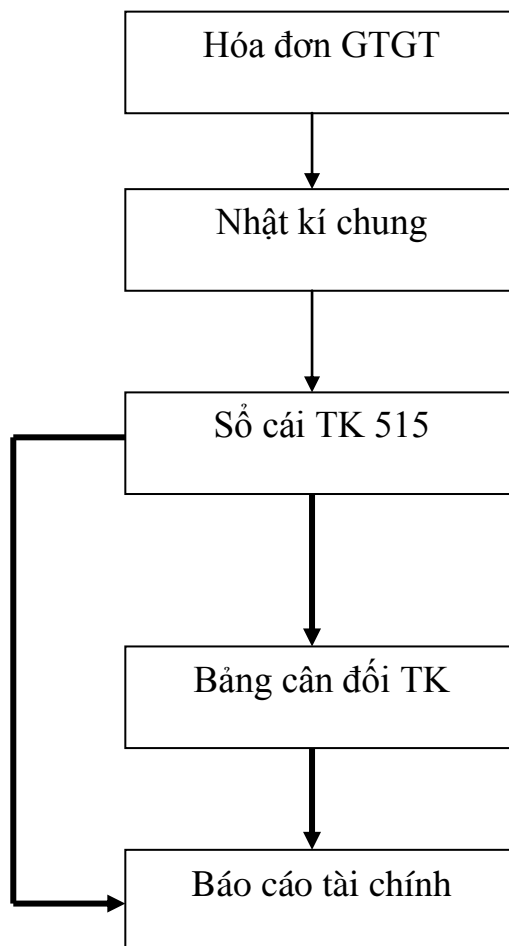 Hóa đơn GTGT
Nhật kí chung
Sổ cái TK 515
Bảng cân đối TK
Báo cáo tài chính